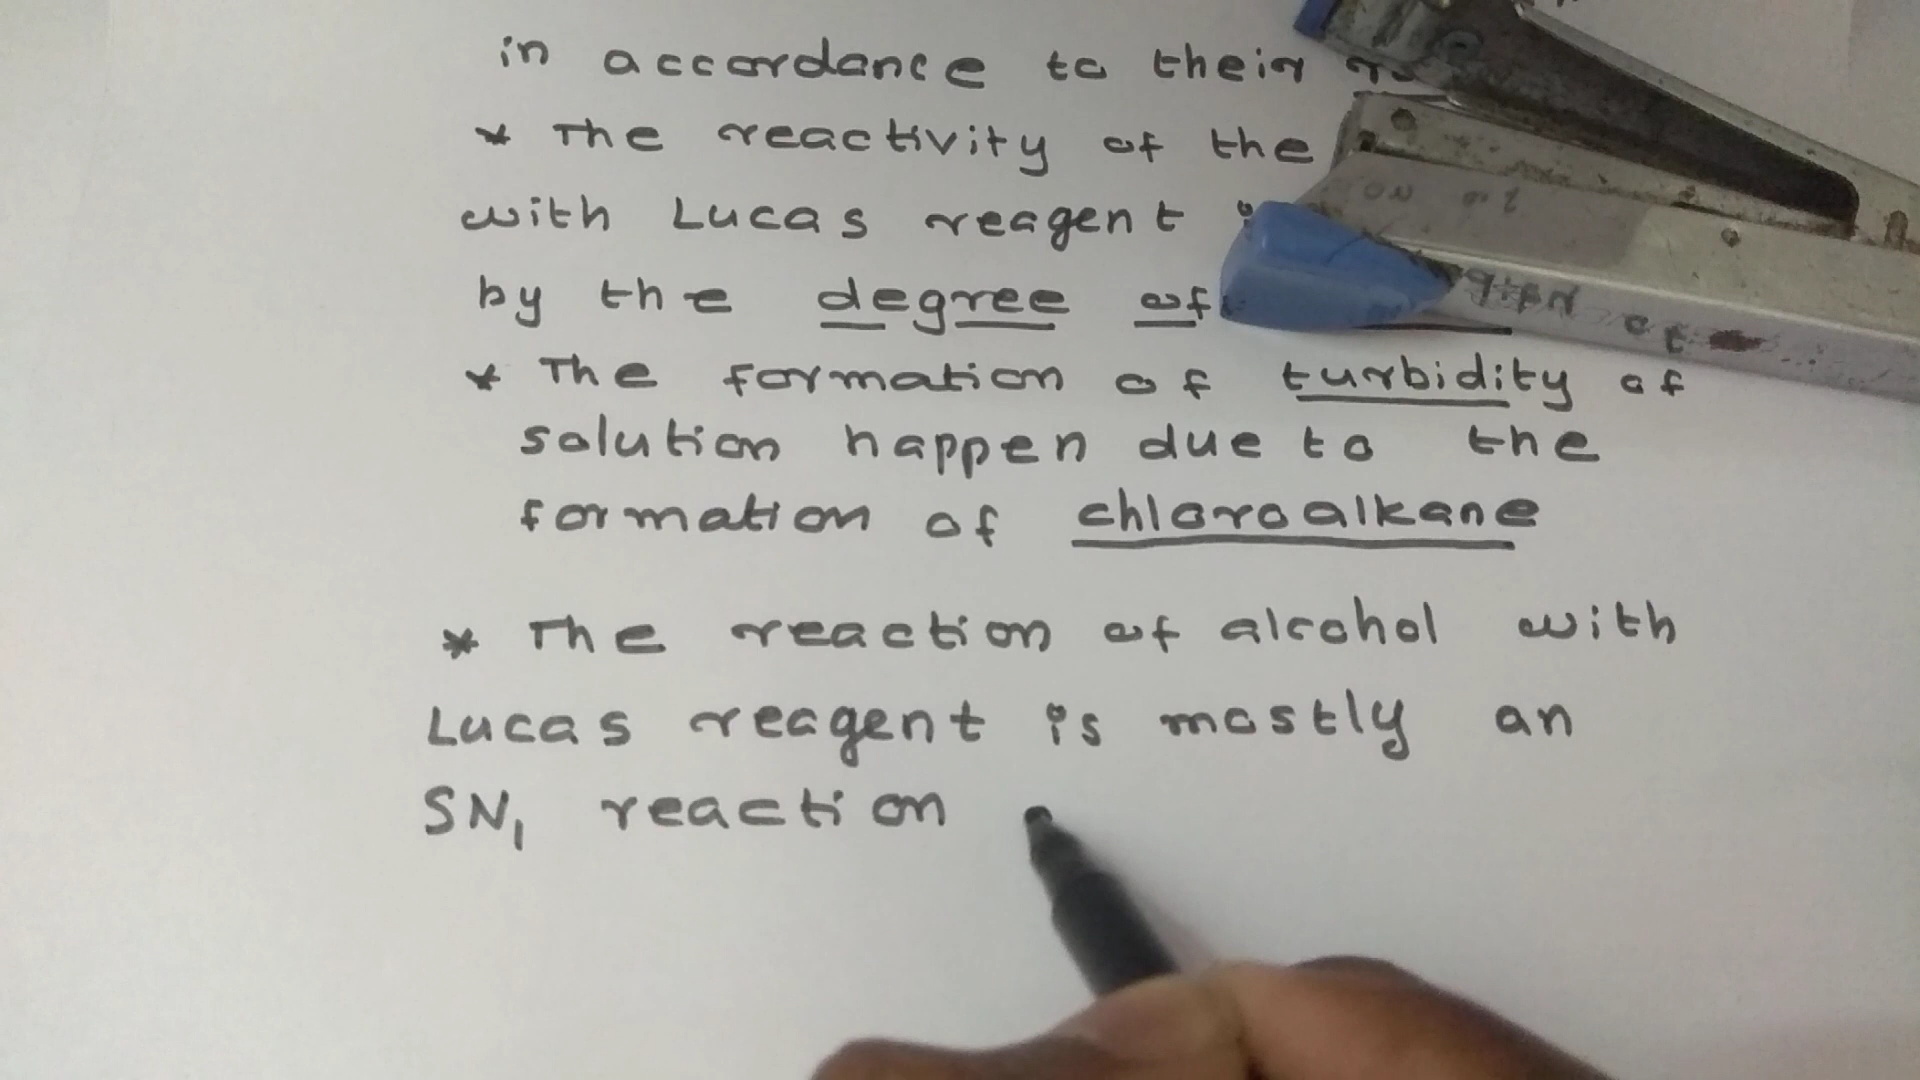 in accordance to their
* The reactivity of the
with Lucas reagent
by the degree of
* The formation of turbidity of
solution happen due to the
formation of chloroalkane
* The reaction of alcohol with
Lucas reagent is mostly an
SN1 reaction